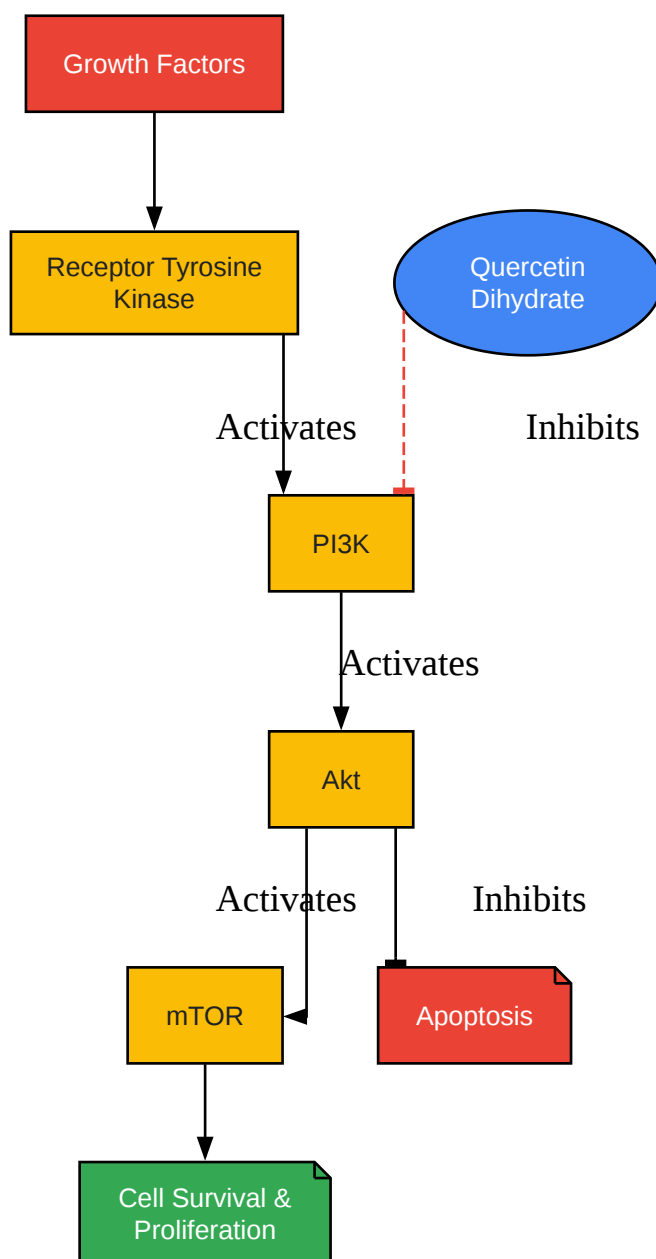 Growth Factors
Receptor Tyrosine
Kinase
Quercetin
Dihydrate
Activates
Inhibits
PI3K
Activates
Akt
Activates
Inhibits
mTOR
Apoptosis
Cell Survival &
Proliferation